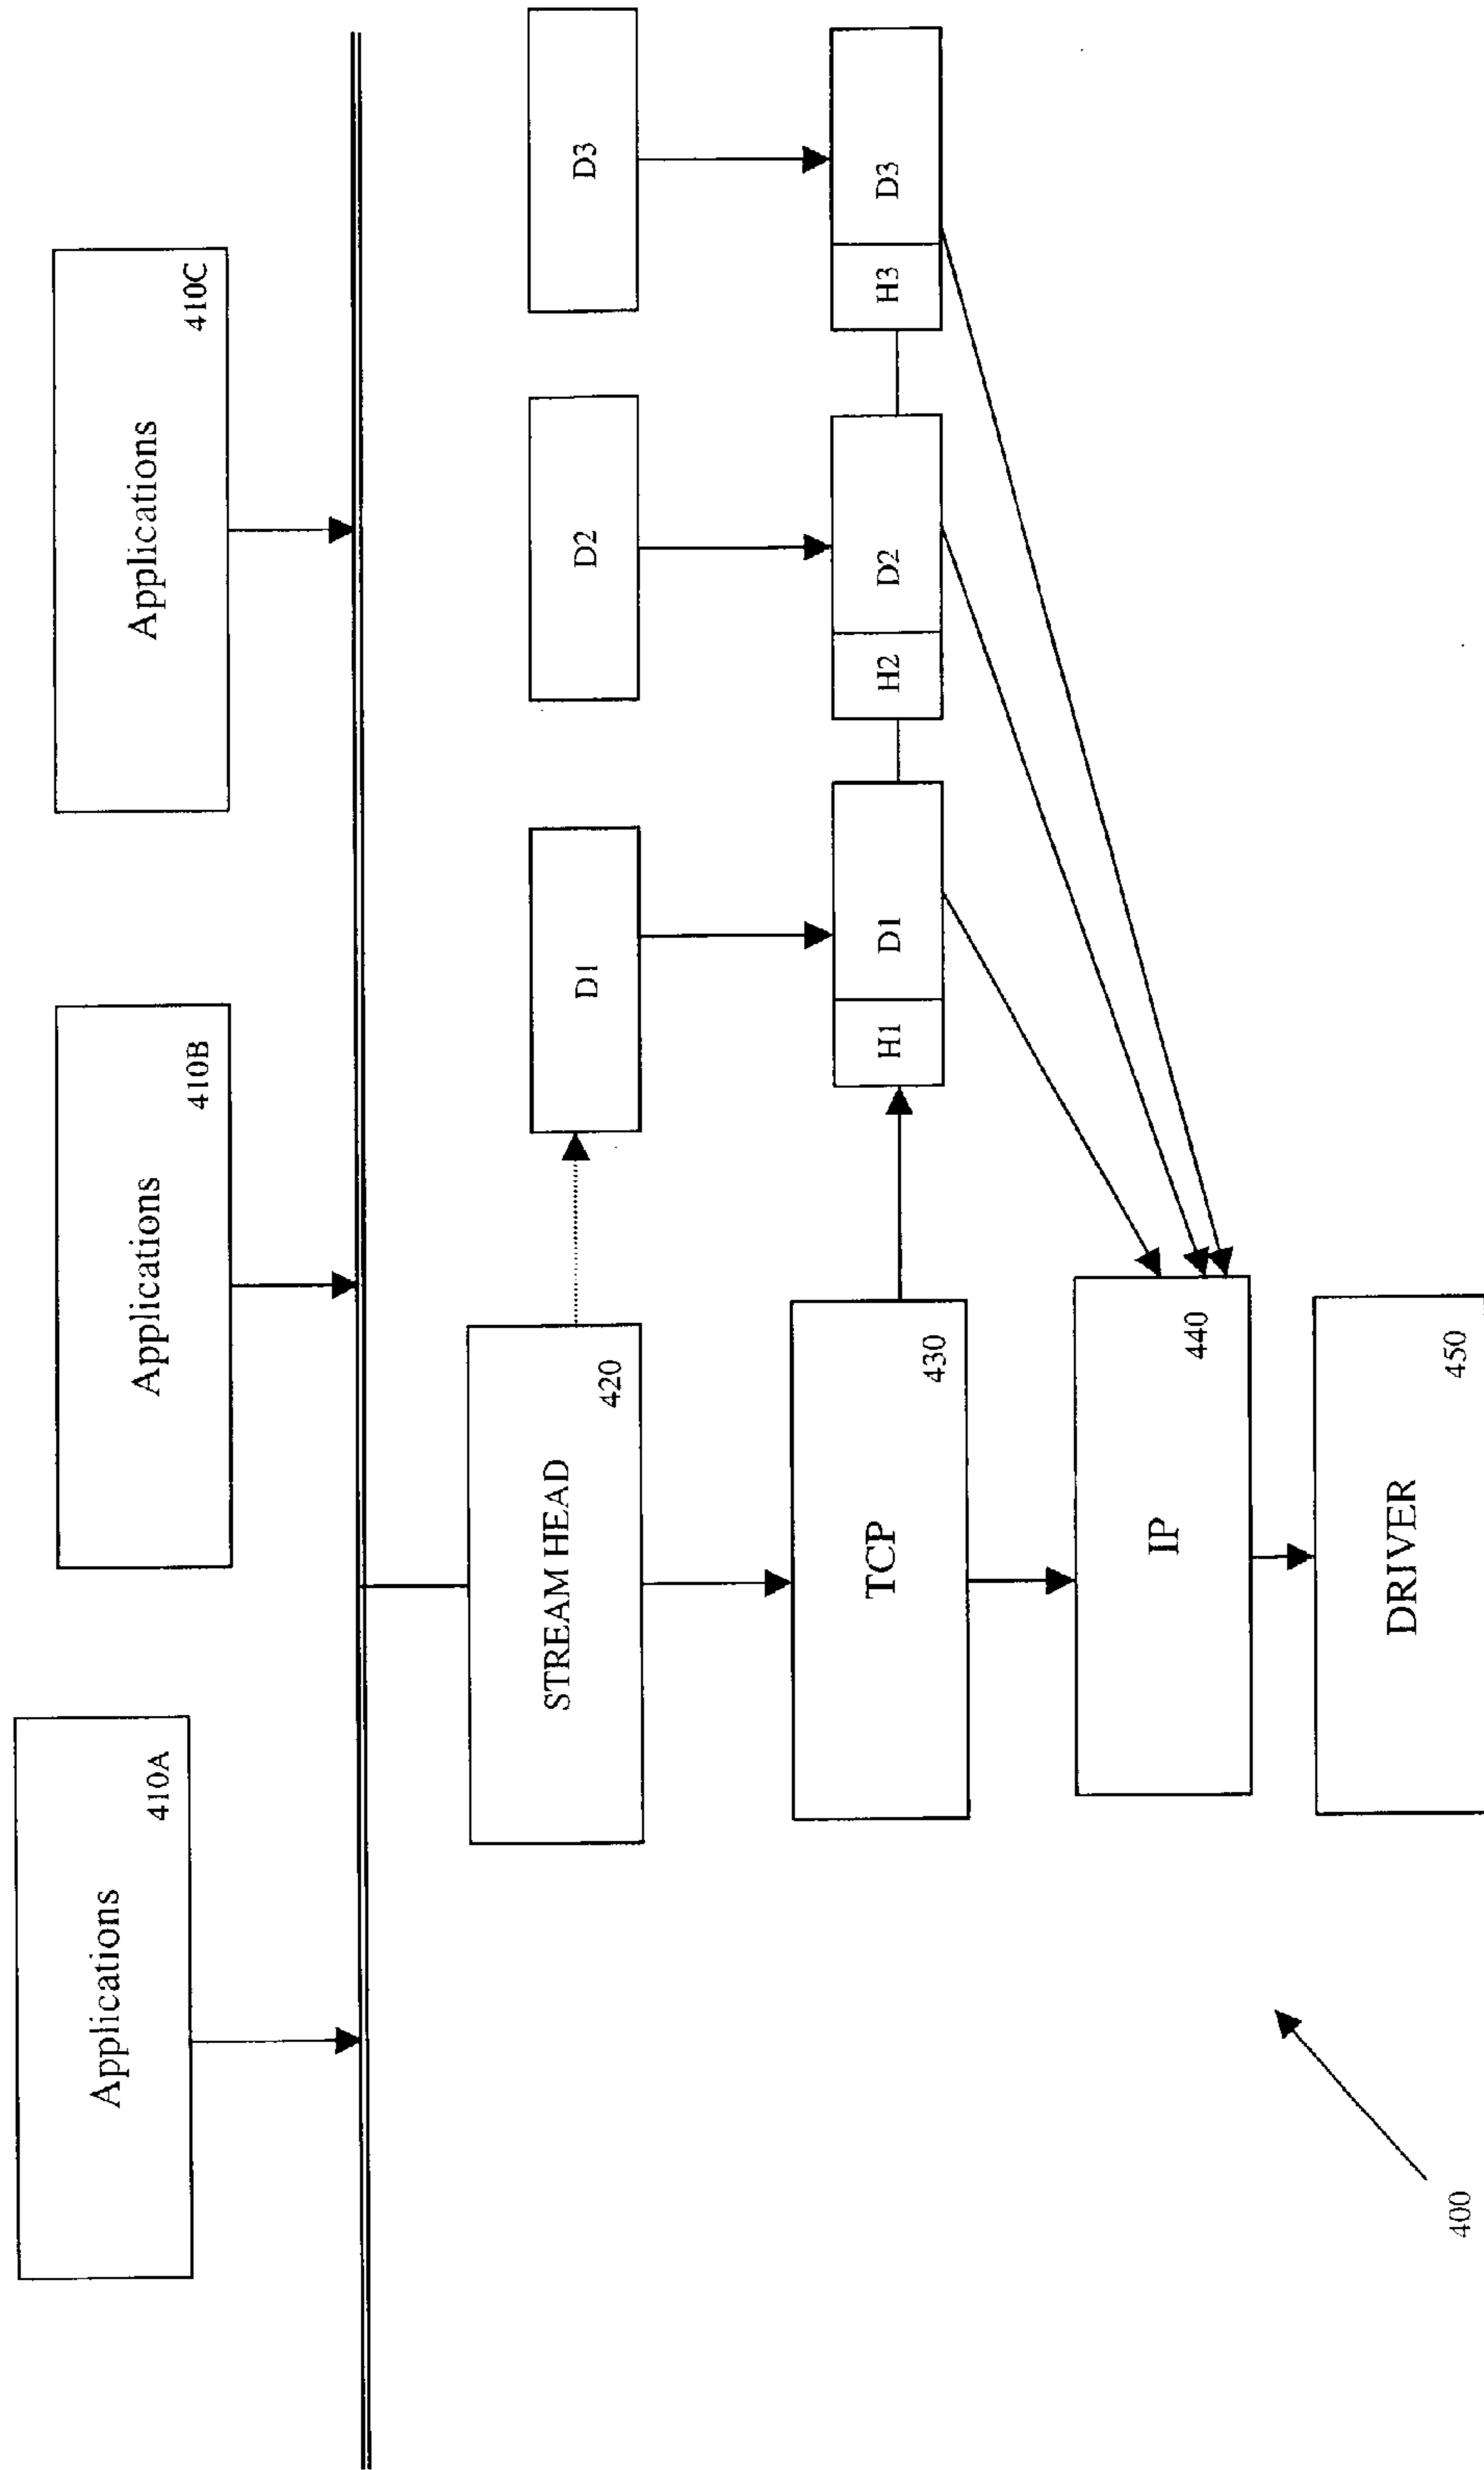 Applications
410A
Applications
410B
Applications
410C
STREAM HEAD
420
D1
D2
D3
TCP
430
H1
D1
H2
D2
H3
D3
IP
440
DRIVER
450
400